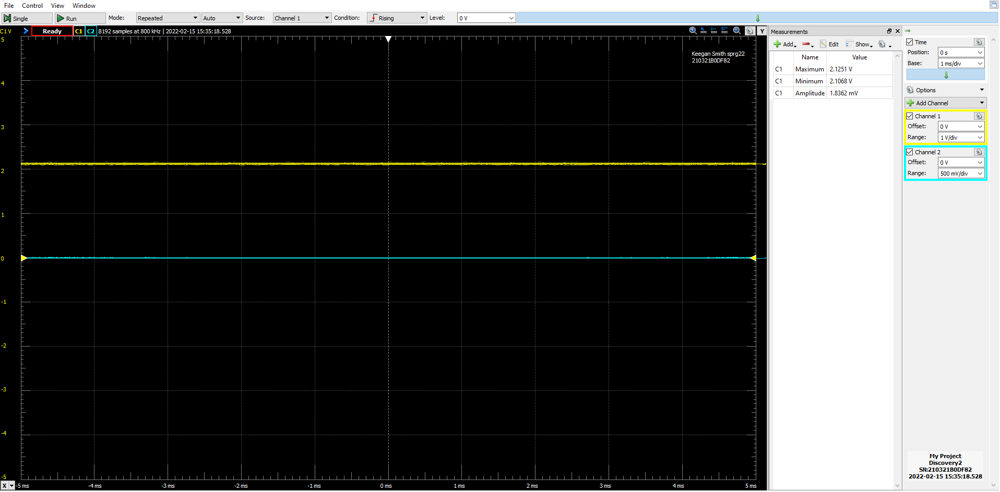 File Control View Window
Single Run Mode: Repeated Auto Source: Channel 1 Condition: Rising Level: 0 V
C1 V Ready C1 C2 8192 samples at 800 kHz | 2022-02-15 15:35:18.528 Y
Keegan Smith sprg22
210321B0DF82
5
4
3
2
1
0
-1
-2
-3
-4
-5
X -5 ms -4 ms -3 ms -2 ms -1 ms 0 ms 1 ms 2 ms 3 ms 4 ms 5 ms
Measurements
Add Edit Show
Name Value
C1 Maximum 2.1251 V
C1 Minimum 2.1068 V
C1 Amplitude 1.8362 mV
Time
Position: 0 s
Base: 1 ms/div
Options
Add Channel
Channel 1
Offset: 0 V
Range: 1 V/div
Channel 2
Offset: 0 V
Range: 500 mV/div
My Project
Discovery2
SN:210321B0DF82
2022-02-15 15:35:18.528